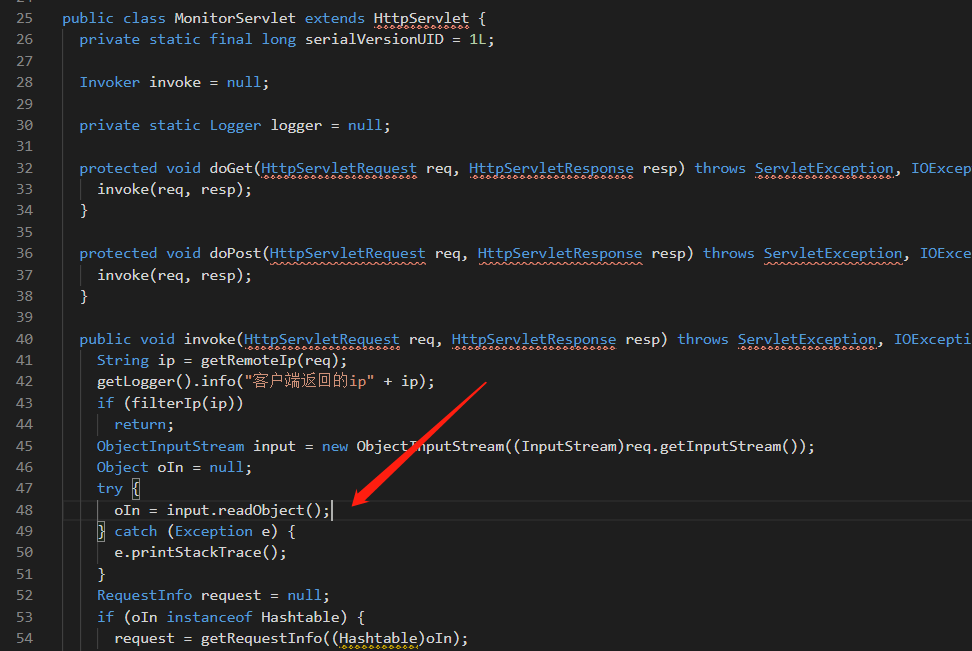 25 public class MonitorServlet extends HttpServlet {
26 private static final long serialVersionUID = 1L;
27
28 Invoker invoke = null;
29
30 private static Logger logger = null;
31
32 protected void doGet(HttpServletRequest req, HttpServletResponse resp) throws ServletException, IOExcep
33 invoke(req, resp);
34 }
35
36 protected void doPost(HttpServletRequest req, HttpServletResponse resp) throws ServletException, IOExce
37 invoke(req, resp);
38 }
39
40 public void invoke(HttpServletRequest req, HttpServletResponse resp) throws ServletException, IOExcepti
41 String ip = getRemoteIp(req);
42 getLogger().info("客户端返回的ip" + ip);
43 if (filterIp(ip))
44 return;
45 ObjectInputStream input = new ObjectInputStream((InputStream)req.getInputStream());
46 Object oIn = null;
47 try {
48 oIn = input.readObject();
49 } catch (Exception e) {
50 e.printStackTrace();
51 }
52 RequestInfo request = null;
53 if (oIn instanceof Hashtable) {
54 request = getRequestInfo((Hashtable)oIn);